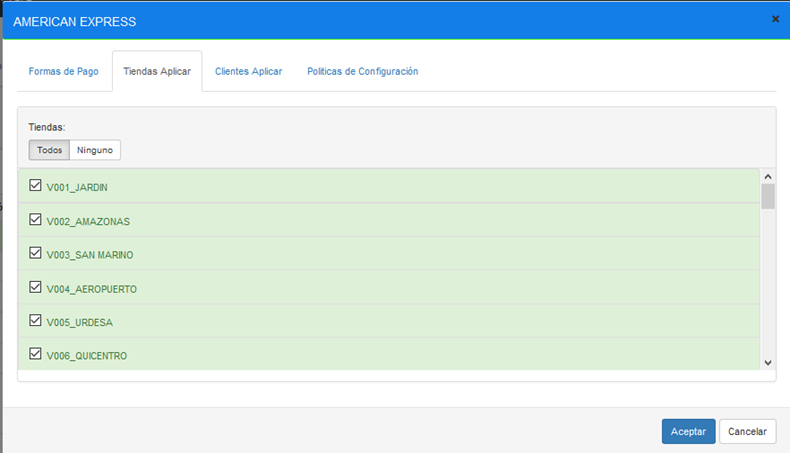 AMERICAN EXPRESS ×
Formas de Pago Tiendas Aplicar Clientes Aplicar Politicas de Configuración
Tiendas:
Todos Ninguno
V001_JARDIN
V002_AMAZONAS
V003_SAN MARINO
V004_AEROPUERTO
V005_URDESA
V006_QUICENTRO
Aceptar Cancelar